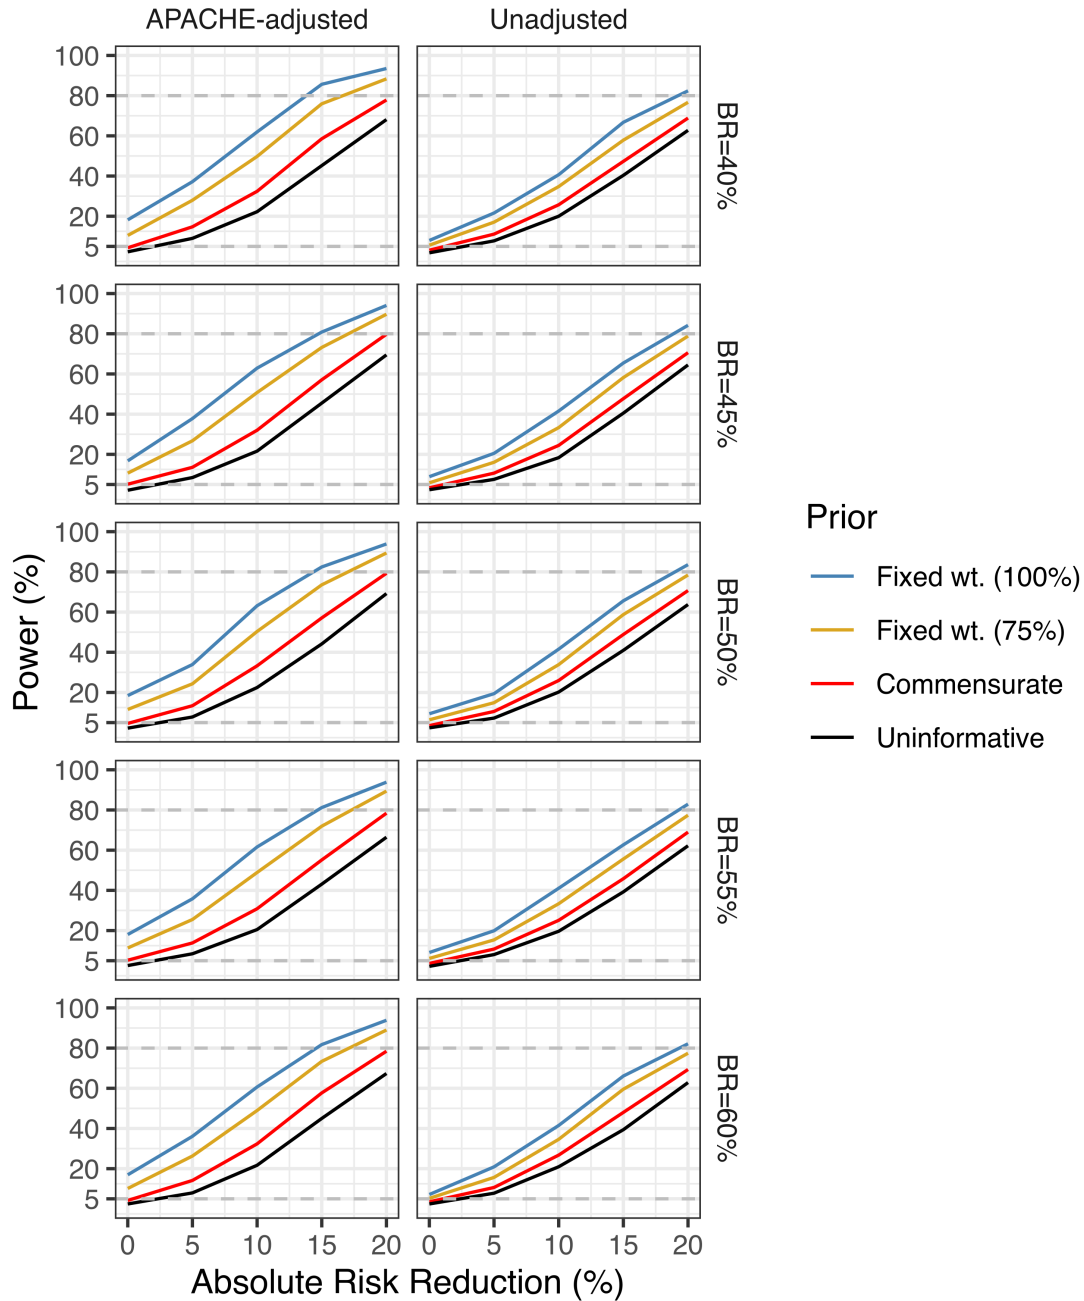 APACHE-adjusted Unadjusted
100
80
60
40
20
5
BR=40%
100
80
60
40
20
5
BR=45%
100
80
60
40
20
5
BR=50%
100
80
60
40
20
5
BR=55%
100
80
60
40
20
5
BR=60%
0 5 10 15 20 0 5 10 15 20
Absolute Risk Reduction (%)
Power (%)
Prior
Fixed wt. (100%)
Fixed wt. (75%)
Commensurate
Uninformative